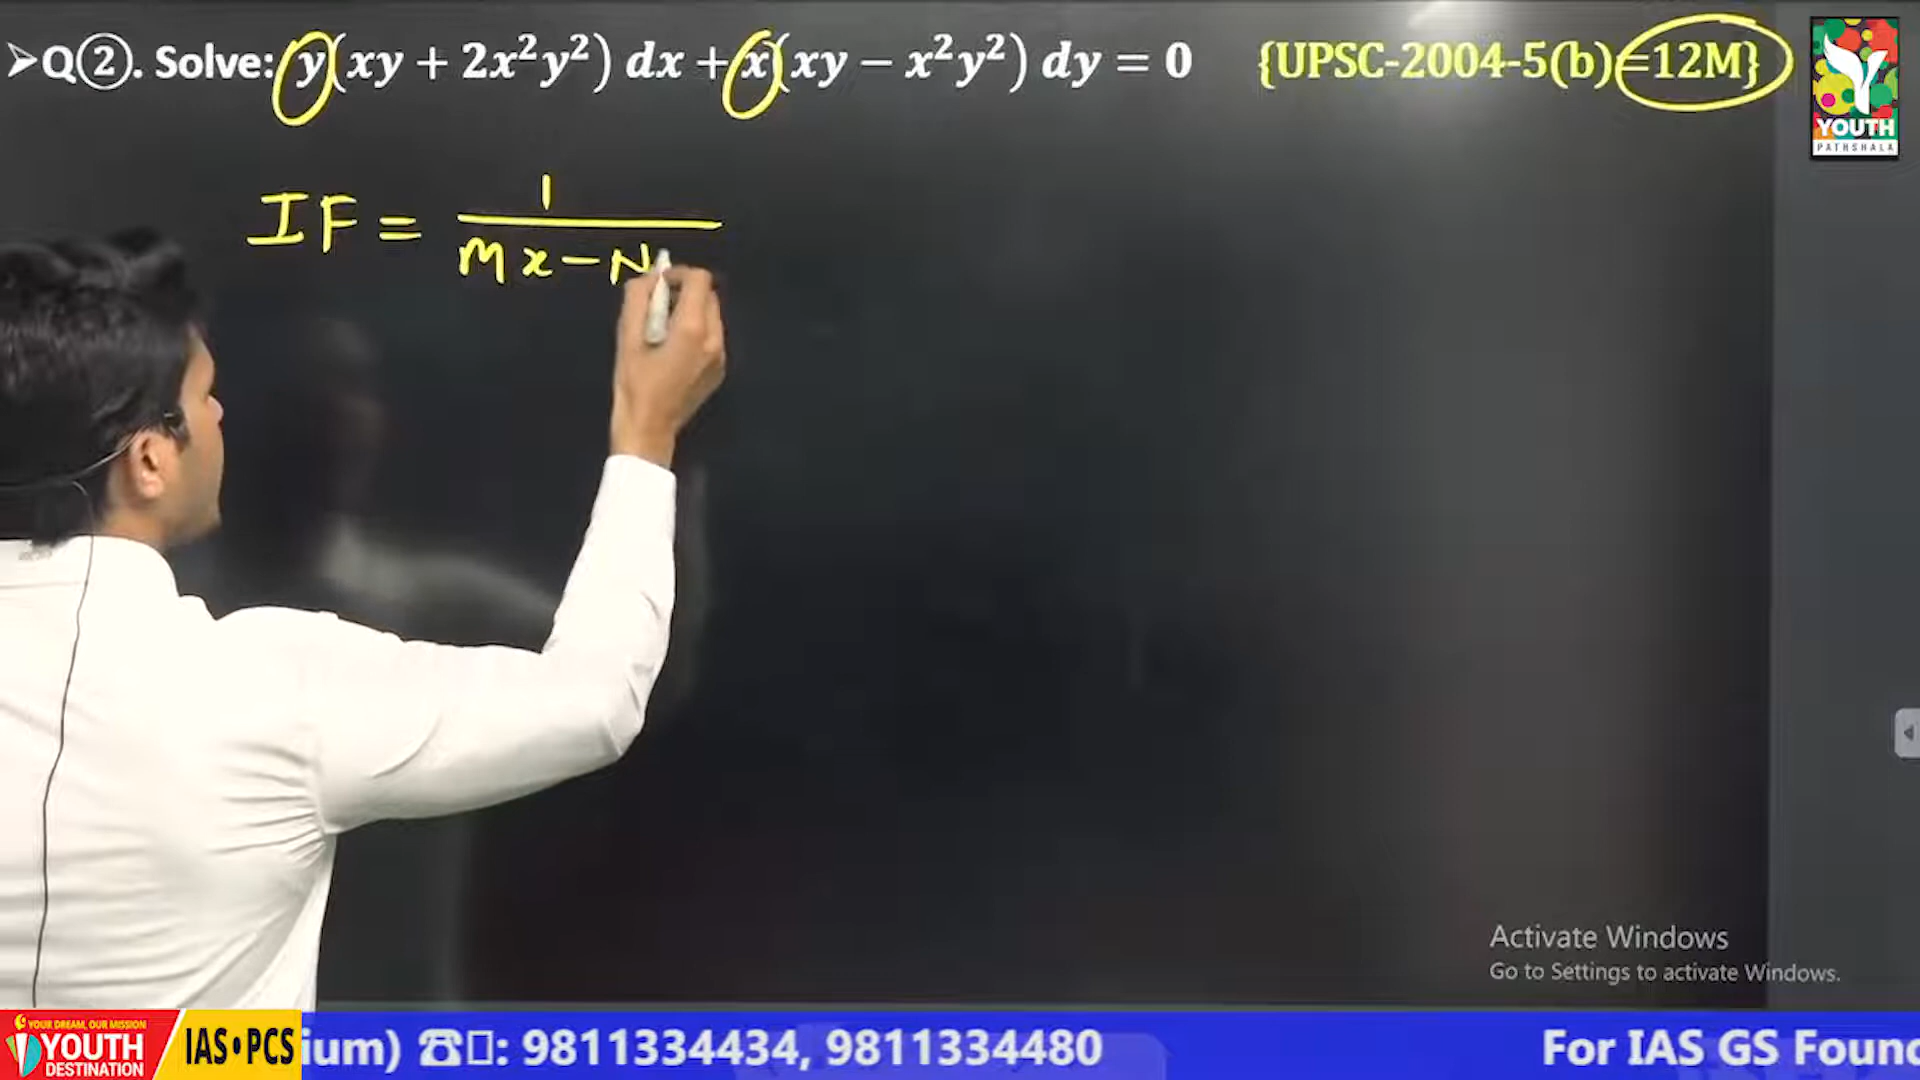 ➤Q②. Solve: y(xy + 2x²y²) dx + x(xy − x²y²) dy = 0 {UPSC-2004-5(b)=12M}
YOUTH
PATHSHALA
IF = 1
Mx − N
Activate Windows
Go to Settings to activate Windows.
YOUR DREAM, OUR MISSION
YOUTH
DESTINATION
IAS•PCS
ium) ☎: 9811334434, 9811334480
For IAS GS Found